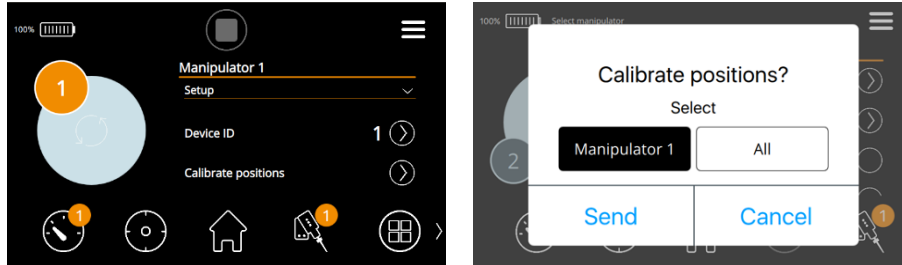 100%
Manipulator 1
1
Setup
Device ID
1
Calibrate positions
1
1
100%
Select manipulator
Calibrate positions?
Select
Manipulator 1
All
2
Send
Cancel
1